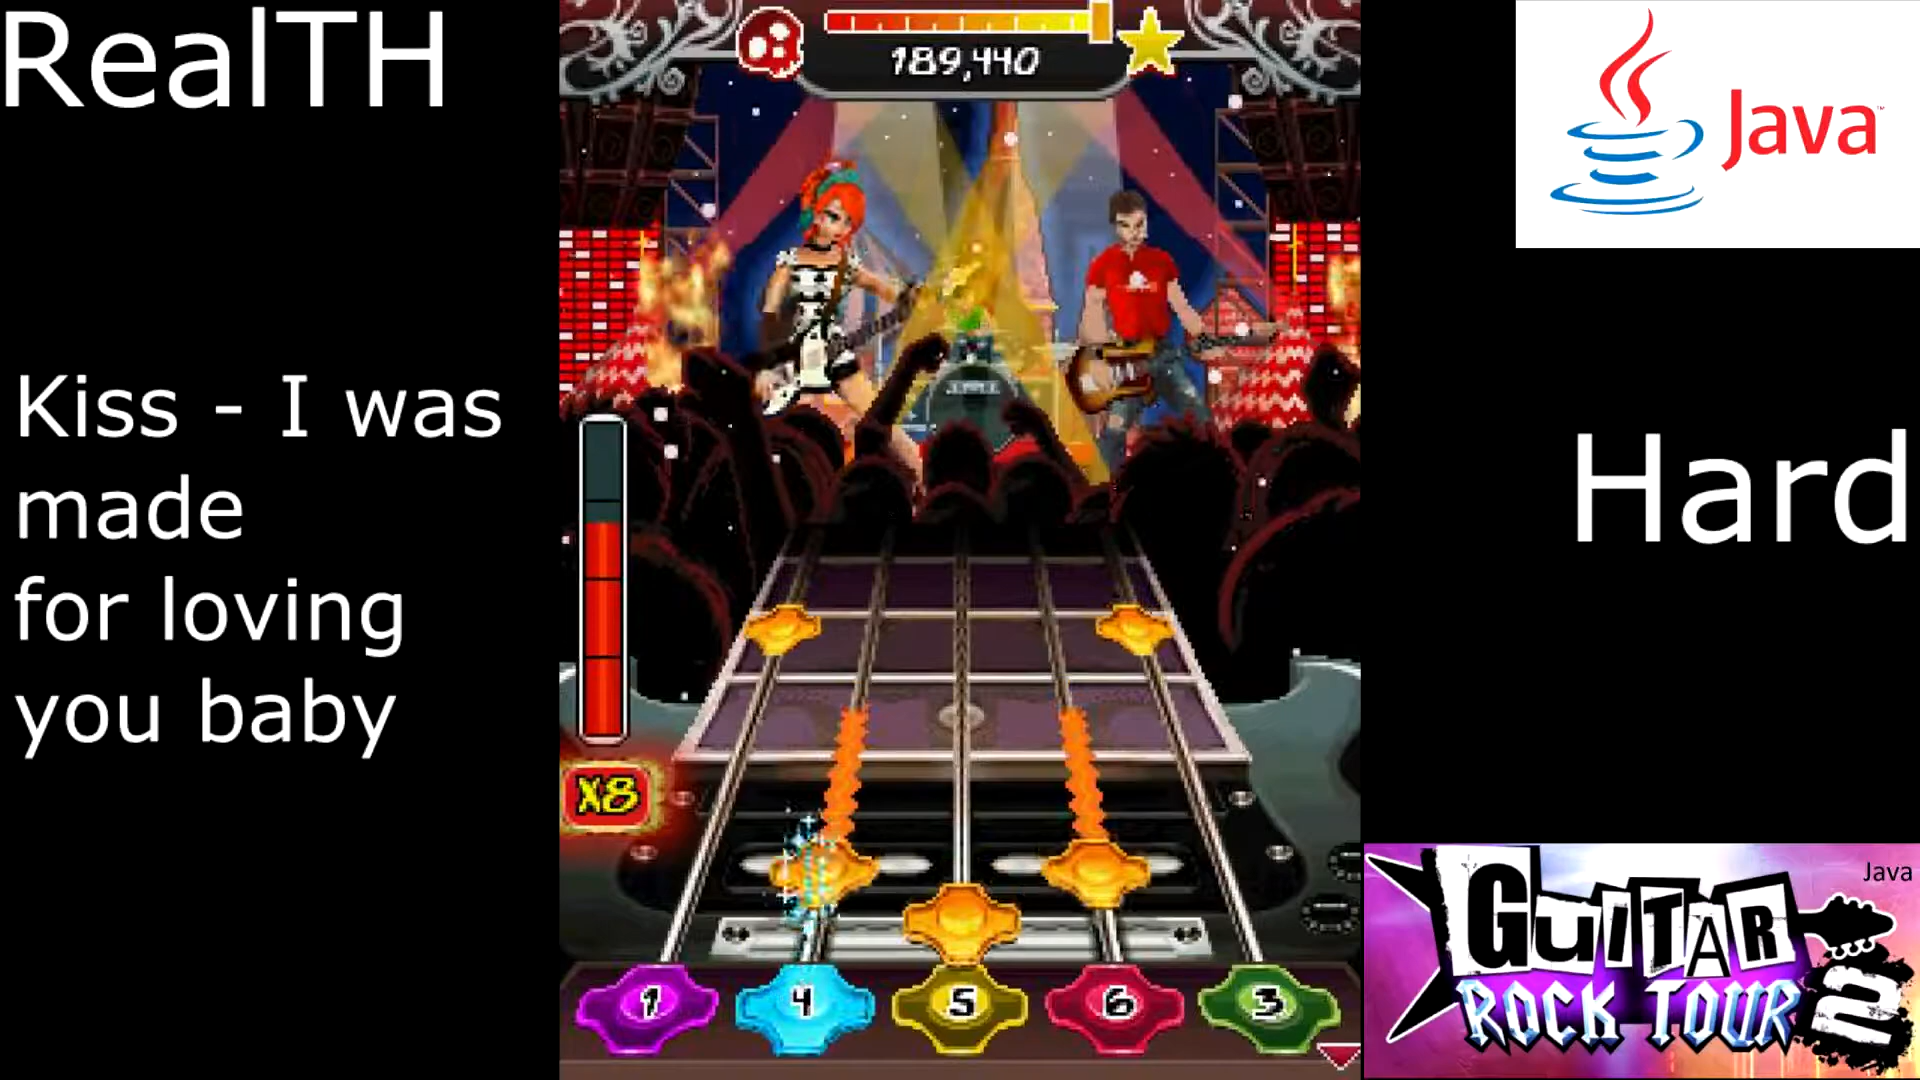 RealTH
189,440
Java™
Kiss - I was
made
for loving
you baby
Hard
X8
Java
GUITAR
ROCK TOUR 2
1 4 5 6 3